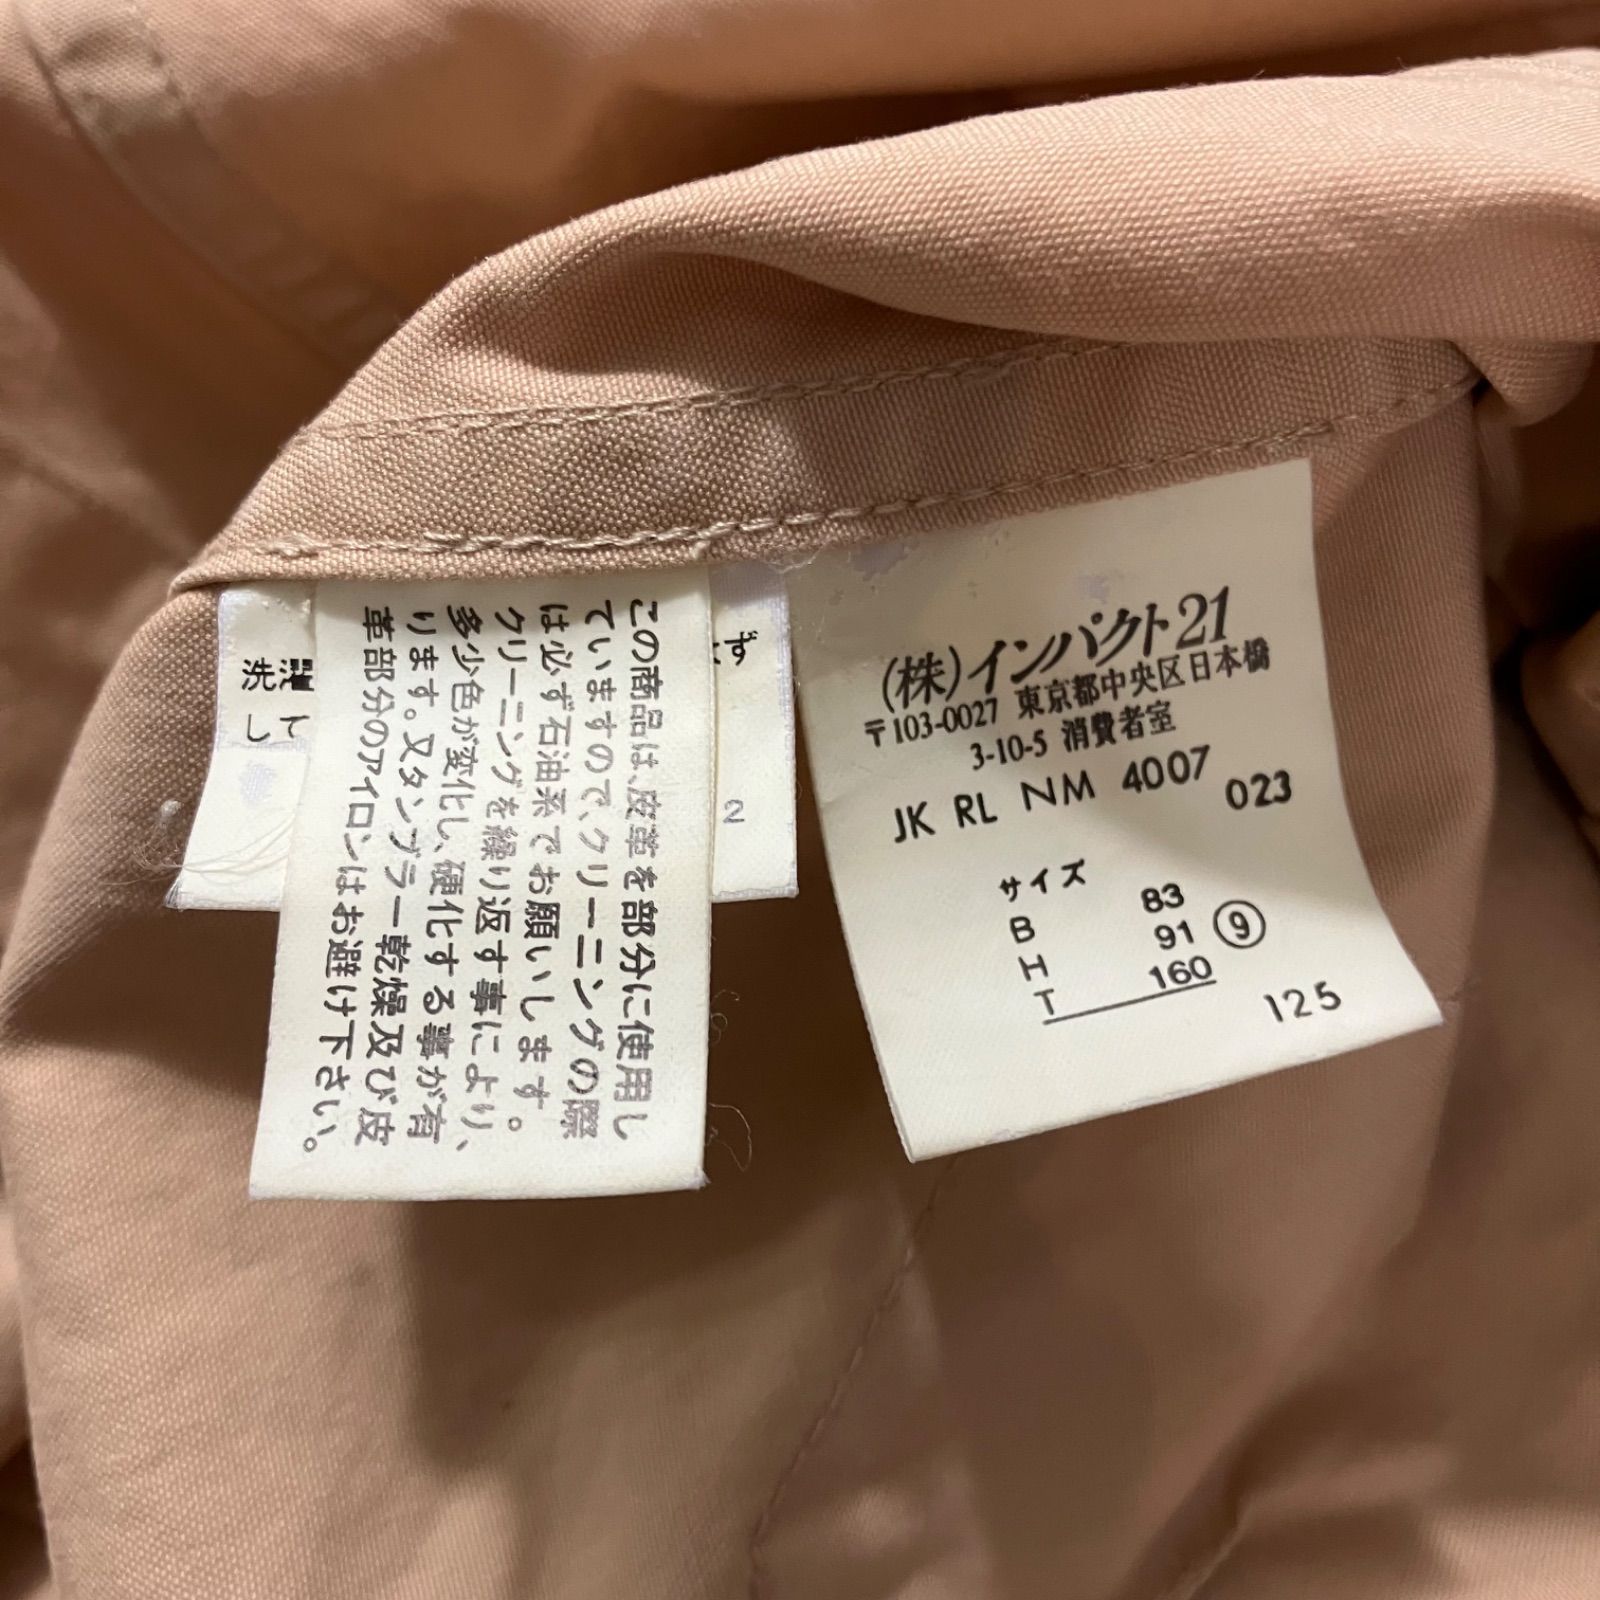 この商品は、皮革を部分に使用し
ていますので、クリーニングの際
は必ず石油系でお願いします。
クリーニングを繰り返す事により、
多少色が変化し、硬化する事が有
ります。又タンブラー乾燥及び皮
革部分のアイロンはお避け下さい。
洗濯
して
ず
2
(株)インパクト21
〒103-0027 東京都中央区日本橋
3-10-5 消費者室
JK RL NM 4007 023
サイズ
B 83
H 91 ⑨
T 160
125